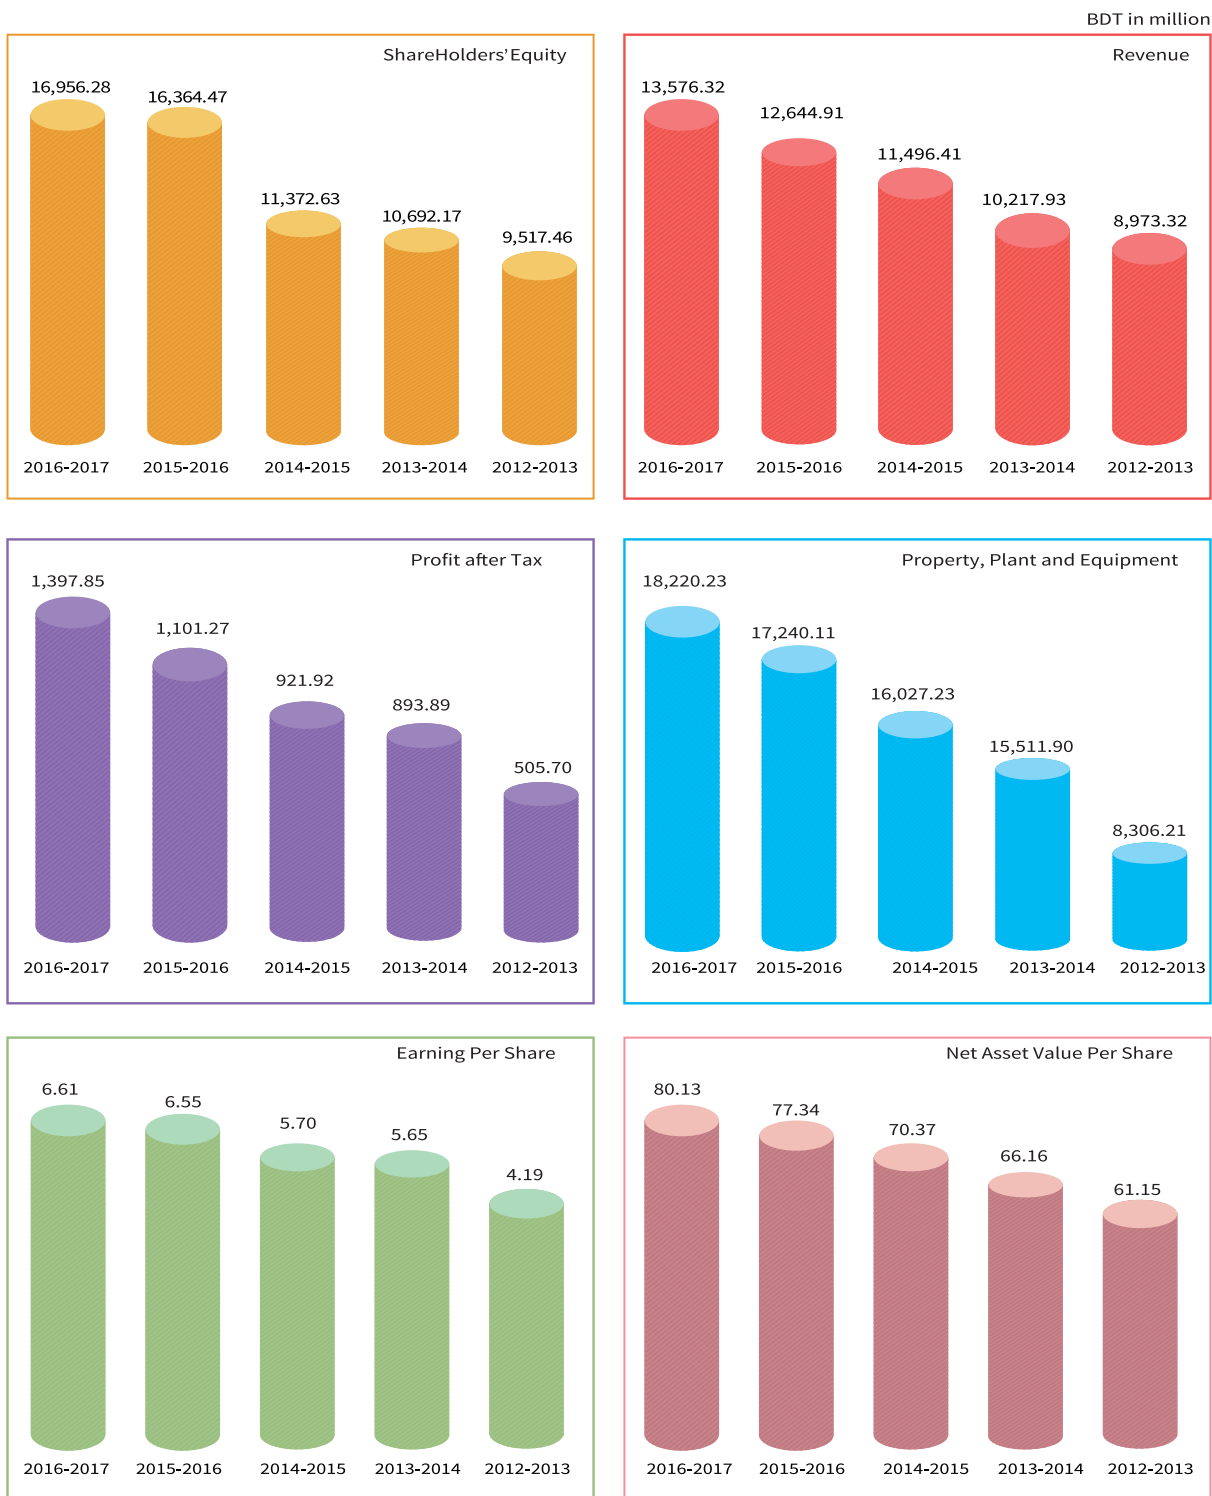 BDT in million
ShareHolders' Equity
16,956.28
16,364.47
11,372.63
10,692.17
9,517.46
2016-2017 2015-2016 2014-2015 2013-2014 2012-2013
Revenue
13,576.32
12,644.91
11,496.41
10,217.93
8,973.32
2016-2017 2015-2016 2014-2015 2013-2014 2012-2013
Profit after Tax
1,397.85
1,101.27
921.92
893.89
505.70
2016-2017 2015-2016 2014-2015 2013-2014 2012-2013
Property, Plant and Equipment
18,220.23
17,240.11
16,027.23
15,511.90
8,306.21
2016-2017 2015-2016 2014-2015 2013-2014 2012-2013
Earning Per Share
6.61
6.55
5.70
5.65
4.19
2016-2017 2015-2016 2014-2015 2013-2014 2012-2013
Net Asset Value Per Share
80.13
77.34
70.37
66.16
61.15
2016-2017 2015-2016 2014-2015 2013-2014 2012-2013